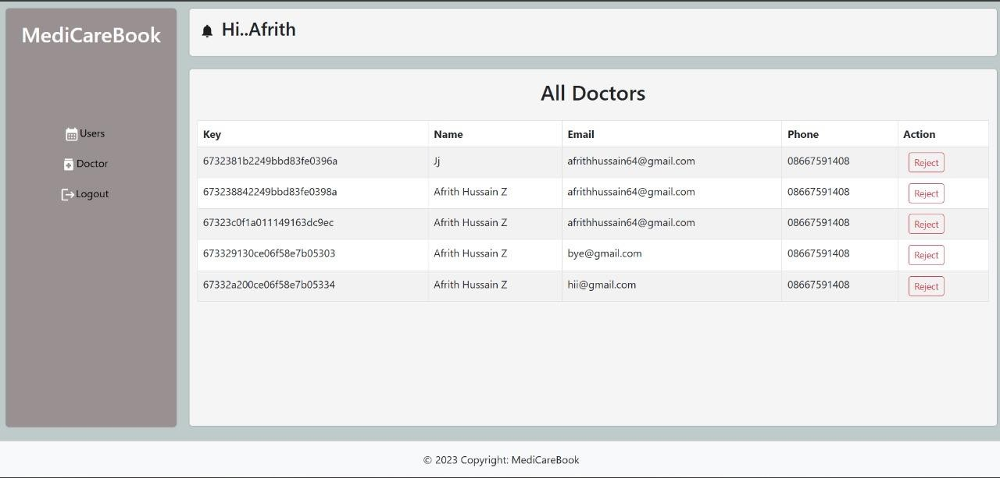 MediCareBook
Users
Doctor
Logout
Hi..Afrith
All Doctors
Key Name Email Phone Action
6732381b2249bbd83fe0396a Jj afrithhussain64@gmail.com 08667591408 Reject
673238842249bbd83fe0398a Afrith Hussain Z afrithhussain64@gmail.com 08667591408 Reject
67323c0f1a011149163dc9ec Afrith Hussain Z afrithhussain64@gmail.com 08667591408 Reject
673329130ce06f58e7b05303 Afrith Hussain Z bye@gmail.com 08667591408 Reject
67332a200ce06f58e7b05334 Afrith Hussain Z hii@gmail.com 08667591408 Reject
© 2023 Copyright: MediCareBook